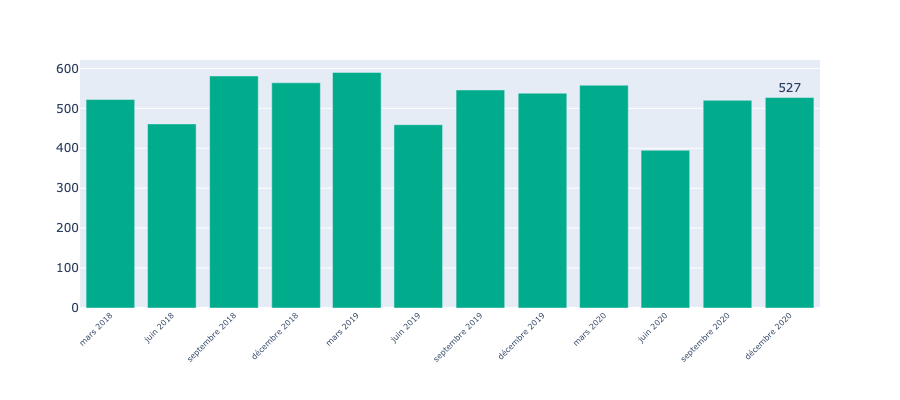 600
500
400
300
200
100
0
527
mars 2018
juin 2018
septembre 2018
décembre 2018
mars 2019
juin 2019
septembre 2019
décembre 2019
mars 2020
juin 2020
septembre 2020
décembre 2020